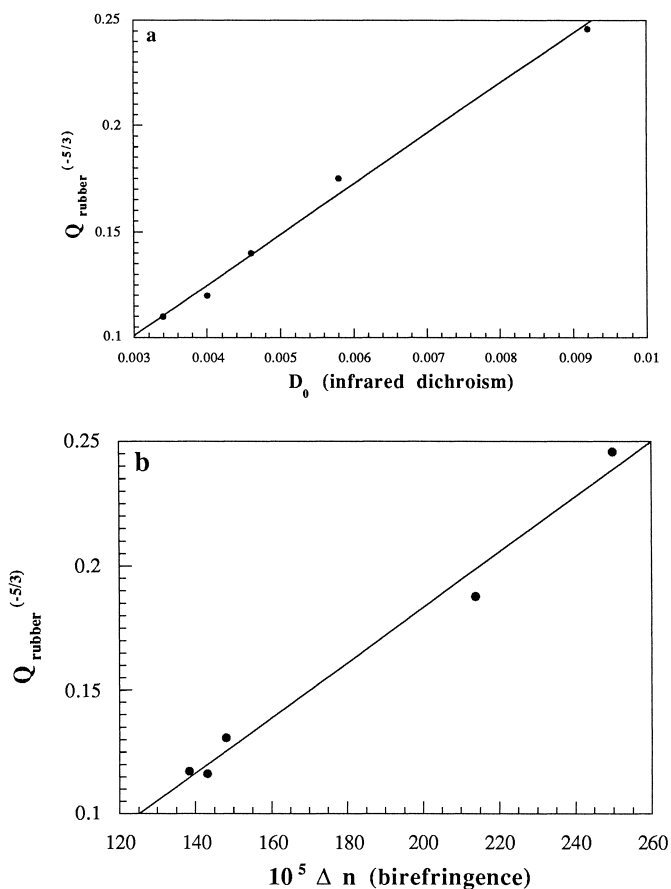 a
0.25
0.2
0.15
0.1
Q rubber (-5/3)
0.003 0.004 0.005 0.006 0.007 0.008 0.009 0.01
D0 (infrared dichroism)
b
0.25
0.2
0.15
0.1
Q rubber (-5/3)
120 140 160 180 200 220 240 260
10^5 Δ n (birefringence)